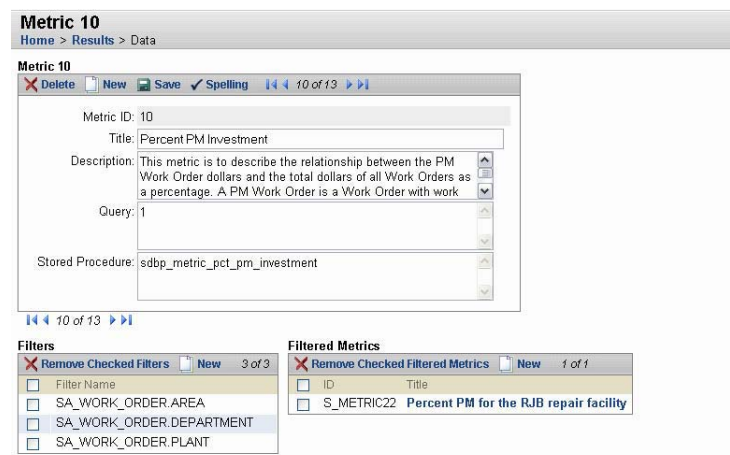 Metric 10
Home > Results > Data
Metric 10
Delete New Save Spelling 10 of 13
Metric ID: 10
Title: Percent PM Investment
Description: This metric is to describe the relationship between the PM
Work Order dollars and the total dollars of all Work Orders as
a percentage. A PM Work Order is a Work Order with work
Query: 1
Stored Procedure: sdbp_metric_pct_pm_investment
10 of 13
Filters
Remove Checked Filters New 3 of 3
Filter Name
SA_WORK_ORDER.AREA
SA_WORK_ORDER.DEPARTMENT
SA_WORK_ORDER.PLANT
Filtered Metrics
Remove Checked Filtered Metrics New 1 of 1
ID Title
S_METRIC22 Percent PM for the RJB repair facility